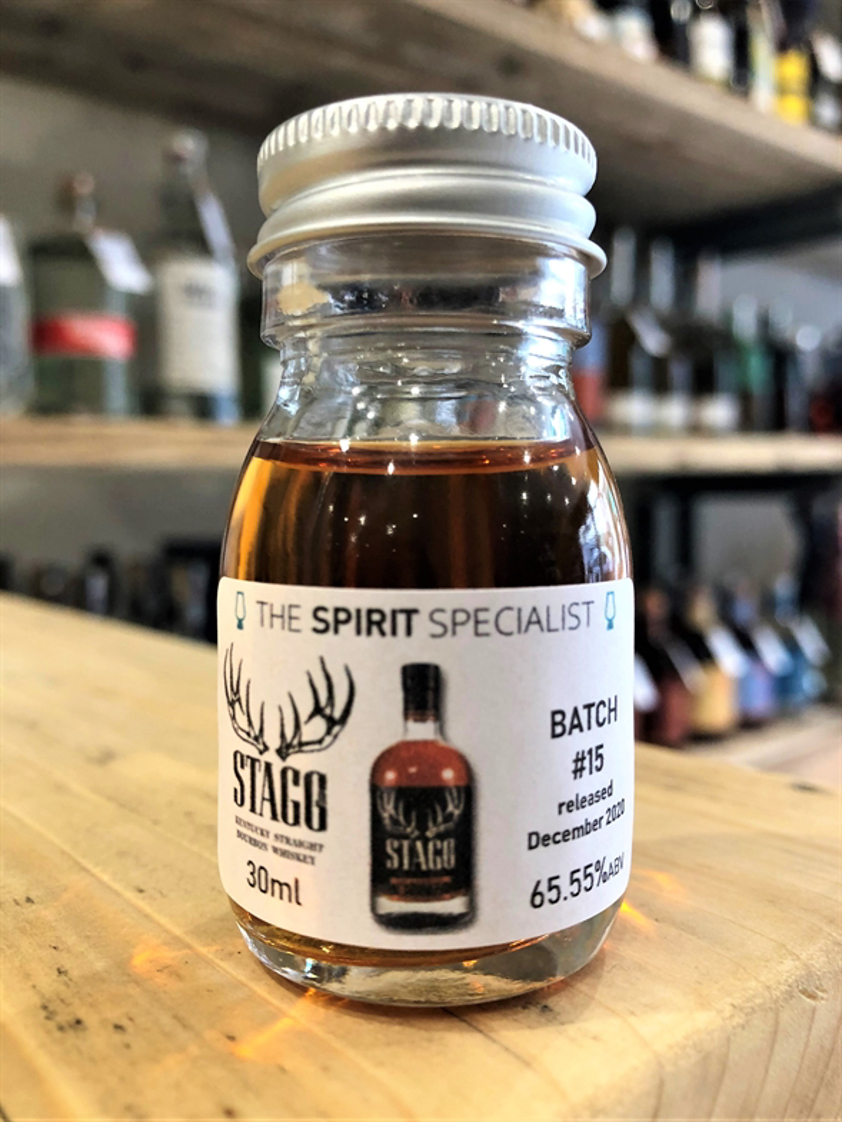 THE SPIRIT SPECIALIST
STAGG
KENTUCKY STRAIGHT
BOURBON WHISKEY
30ml
STAGG
BATCH
#15
released
December 2020
65.55%ABV